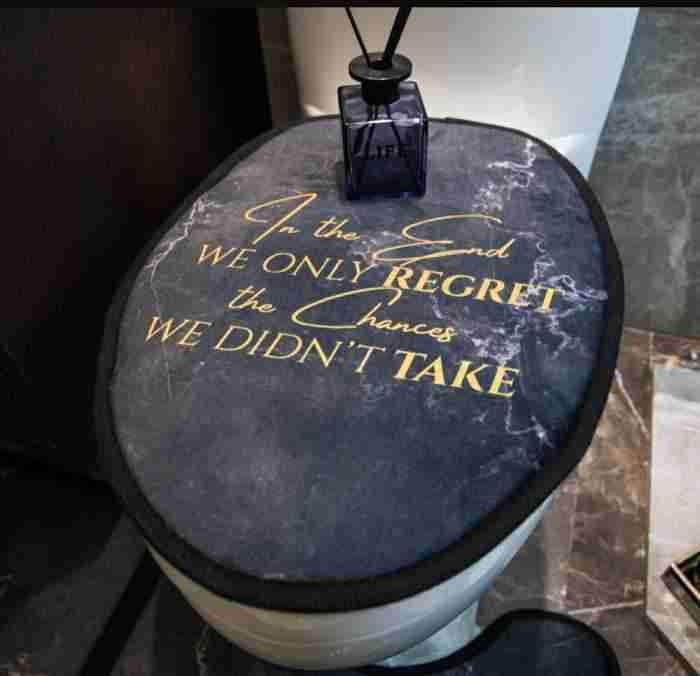 LIFE
In the End
WE ONLY REGRET
the Chances
WE DIDN'T TAKE